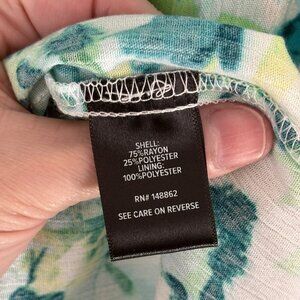 SHELL:
75%RAYON
25%POLYESTER
LINING:
100%POLYESTER
RN# 148862
SEE CARE ON REVERSE